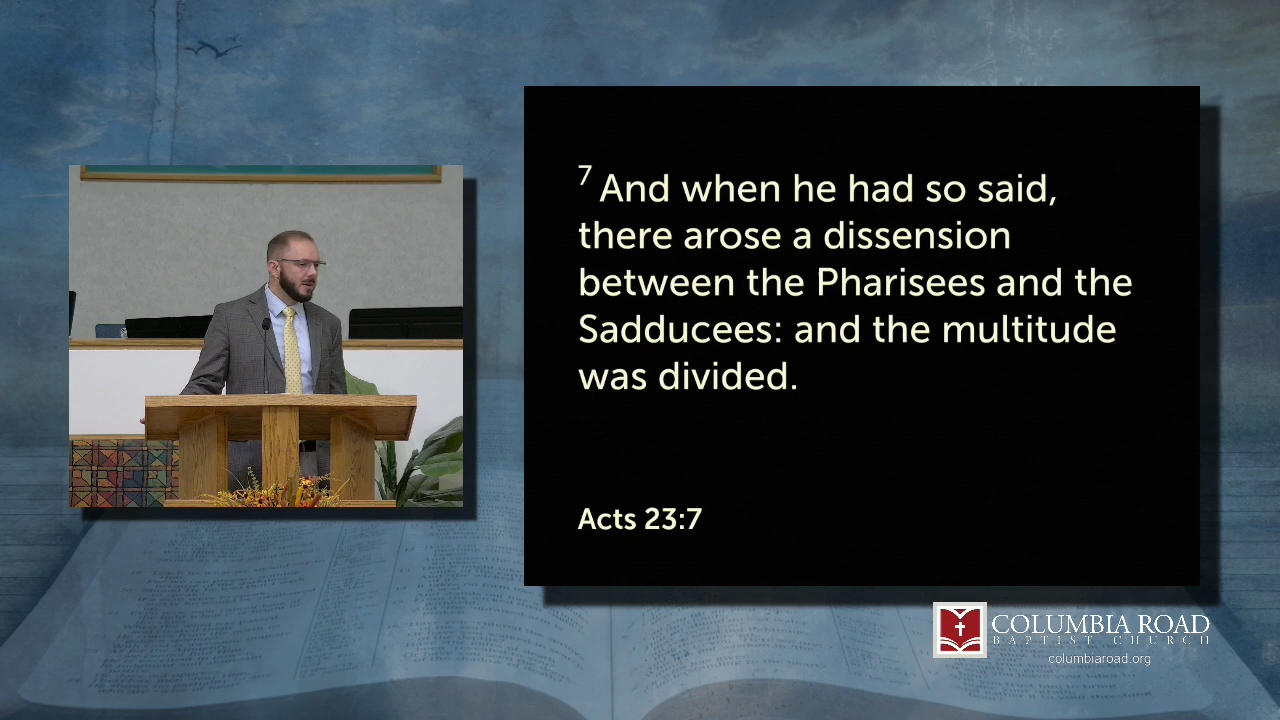 7 And when he had so said,
there arose a dissension
between the Pharisees and the
Sadducees: and the multitude
was divided.
Acts 23:7
COLUMBIA ROAD
BAPTIST CHURCH
columbiaroad.org